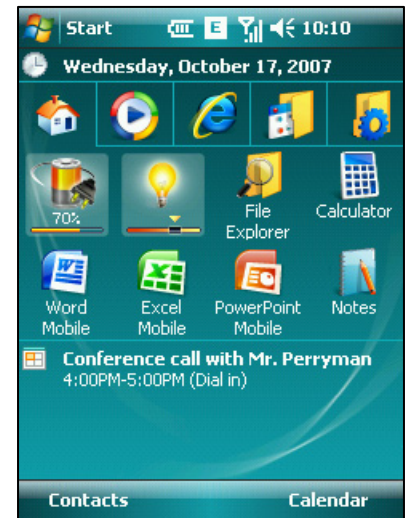 Start E 10:10
Wednesday, October 17, 2007
70%
File Explorer
Calculator
Word Mobile
Excel Mobile
PowerPoint Mobile
Notes
Conference call with Mr. Perryman
4:00PM-5:00PM (Dial in)
Contacts Calendar